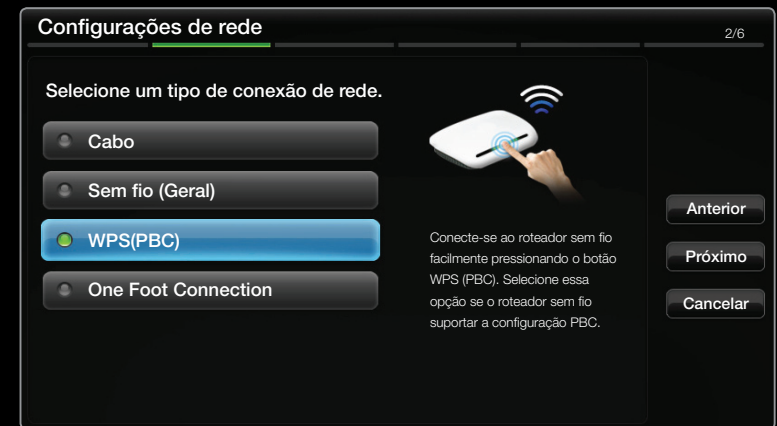 Configurações de rede
2/6
Selecione um tipo de conexão de rede.
Cabo
Sem fio (Geral)
WPS(PBC)
One Foot Connection
Conecte-se ao roteador sem fio
facilmente pressionando o botão
WPS (PBC). Selecione essa
opção se o roteador sem fio
suportar a configuração PBC.
Anterior
Próximo
Cancelar